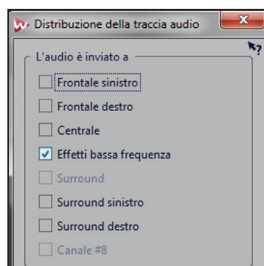 Distribuzione della traccia audio
L'audio è inviato a
Frontale sinistro
Frontale destro
Centrale
Effetti bassa frequenza
Surround
Surround sinistro
Surround destro
Canale #8